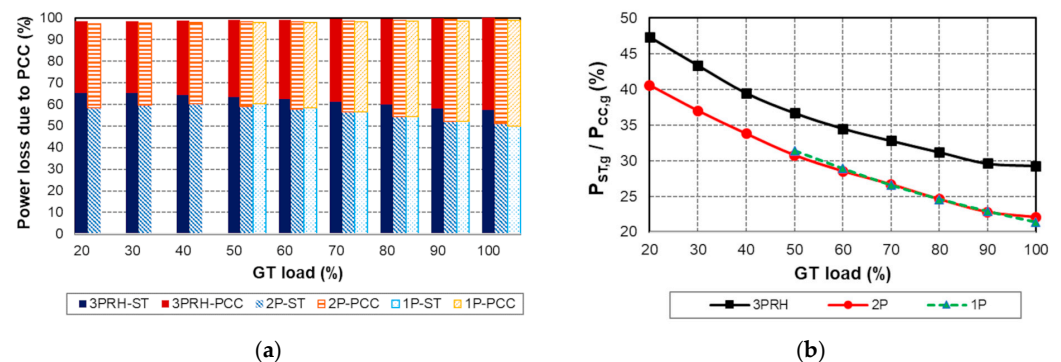 Power loss due to PCC (%)
100
90
80
70
60
50
40
30
20
10
0
20 30 40 50 60 70 80 90 100
GT load (%)
3PRH-ST 3PRH-PCC 2P-ST 2P-PCC 1P-ST 1P-PCC
(a)
P_ST,g / P_CC,g (%)
50
45
40
35
30
25
20
20 30 40 50 60 70 80 90 100
GT load (%)
3PRH 2P 1P
(b)